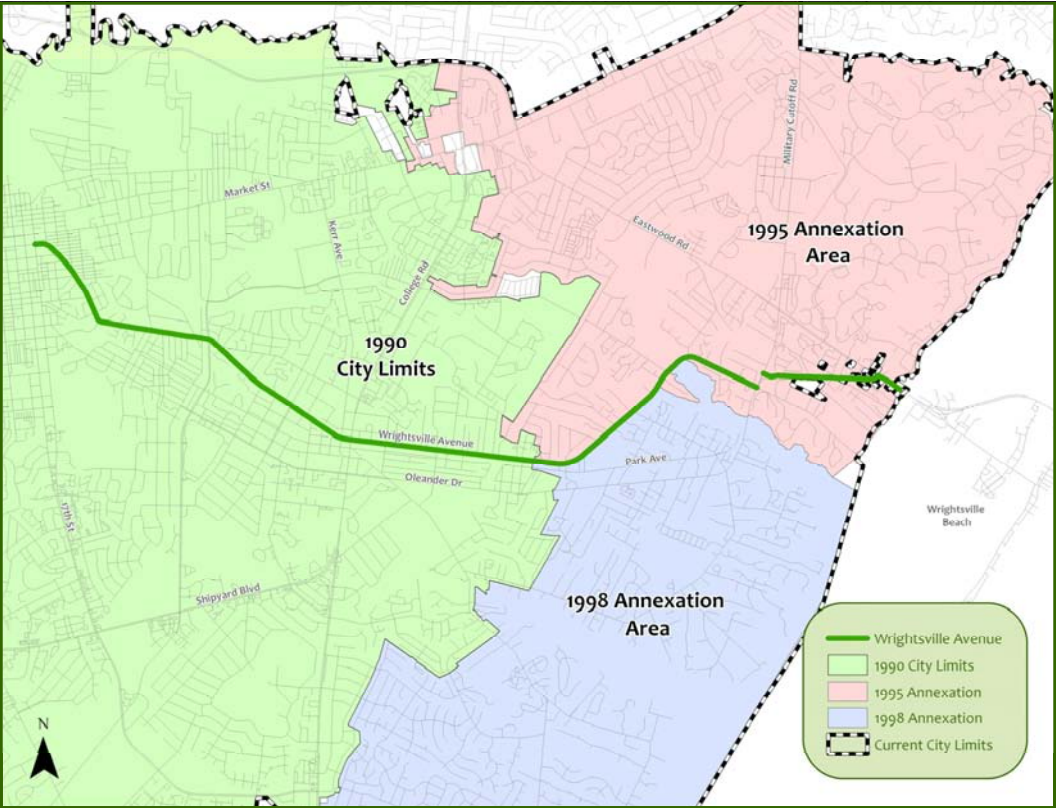 Military Cutoff Rd
Market St
Kerr Ave
Eastwood Rd
1995 Annexation
Area
College Rd
1990
City Limits
Wrightsville Avenue
Park Ave
Oleander Dr
17th St
Wrightsville
Beach
Shipyard Blvd
1998 Annexation
Area
Wrightsville Avenue
1990 City Limits
1995 Annexation
1998 Annexation
Current City Limits
N